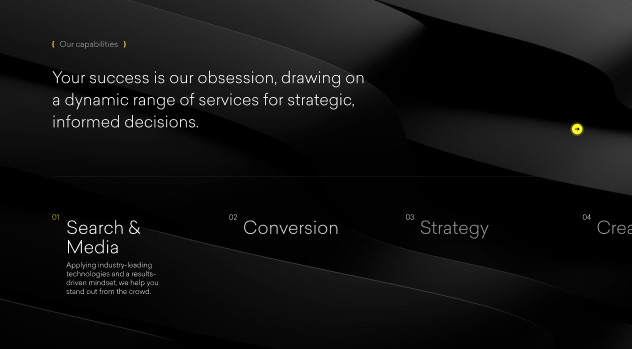 { Our capabilities }
Your success is our obsession, drawing on
a dynamic range of services for strategic,
informed decisions.
01
Search &
Media
Applying industry-leading
technologies and a results-
driven mindset, we help you
stand out from the crowd.
02
Conversion
03
Strategy
04
Crea